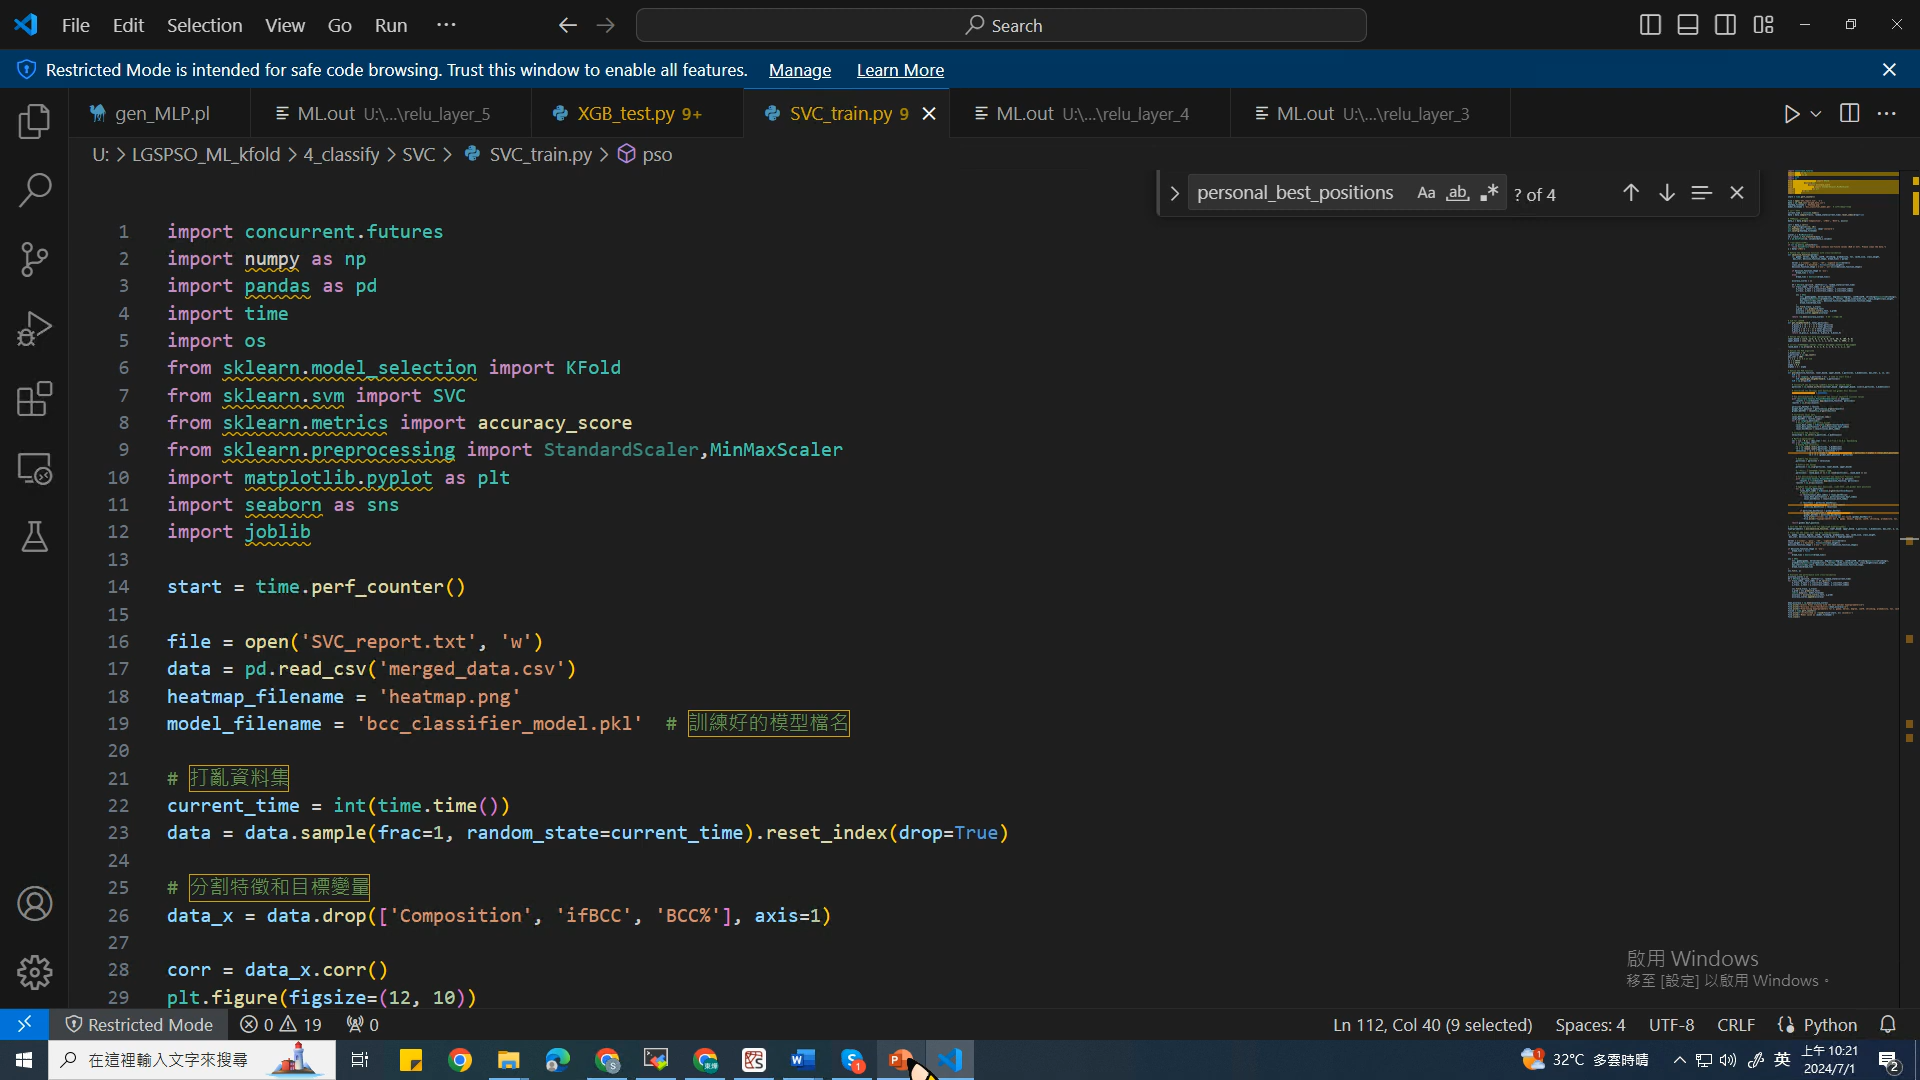 File Edit Selection View Go Run ··· Search
Restricted Mode is intended for safe code browsing. Trust this window to enable all features. Manage Learn More
gen_MLP.pl ML.out U:\...\relu_layer_5 XGB_test.py 9+ SVC_train.py 9 ML.out U:\...\relu_layer_4 ML.out U:\...\relu_layer_3
U: > LGSPSO_ML_kfold > 4_classify > SVC > SVC_train.py > pso
personal_best_positions Aa ab .* ? of 4
1 import concurrent.futures
2 import numpy as np
3 import pandas as pd
4 import time
5 import os
6 from sklearn.model_selection import KFold
7 from sklearn.svm import SVC
8 from sklearn.metrics import accuracy_score
9 from sklearn.preprocessing import StandardScaler,MinMaxScaler
10 import matplotlib.pyplot as plt
11 import seaborn as sns
12 import joblib
13
14 start = time.perf_counter()
15
16 file = open('SVC_report.txt', 'w')
17 data = pd.read_csv('merged_data.csv')
18 heatmap_filename = 'heatmap.png'
19 model_filename = 'bcc_classifier_model.pkl' # 訓練好的模型檔名
20
21 # 打亂資料集
22 current_time = int(time.time())
23 data = data.sample(frac=1, random_state=current_time).reset_index(drop=True)
24
25 # 分割特徵和目標變量
26 data_x = data.drop(['Composition', 'ifBCC', 'BCC%'], axis=1)
27
28 corr = data_x.corr()
29 plt.figure(figsize=(12, 10))
啟用 Windows
移至 [設定] 以啟用 Windows。
Restricted Mode 0 19 0 Ln 112, Col 40 (9 selected) Spaces: 4 UTF-8 CRLF Python
在這裡輸入文字來搜尋 32°C 多雲時晴 英 上午 10:21
2024/7/1 2